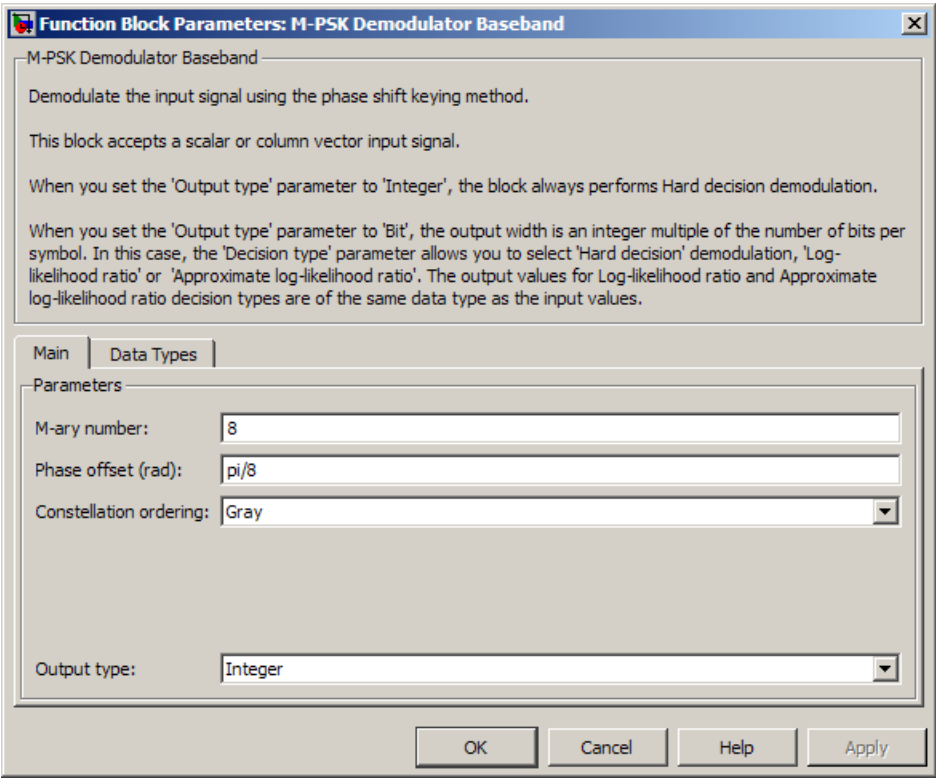 Function Block Parameters: M-PSK Demodulator Baseband
M-PSK Demodulator Baseband
Demodulate the input signal using the phase shift keying method.
This block accepts a scalar or column vector input signal.
When you set the 'Output type' parameter to 'Integer', the block always performs Hard decision demodulation.
When you set the 'Output type' parameter to 'Bit', the output width is an integer multiple of the number of bits per
symbol. In this case, the 'Decision type' parameter allows you to select 'Hard decision' demodulation, 'Log-
likelihood ratio' or 'Approximate log-likelihood ratio'. The output values for Log-likelihood ratio and Approximate
log-likelihood ratio decision types are of the same data type as the input values.
Main Data Types
Parameters
M-ary number: 8
Phase offset (rad): pi/8
Constellation ordering: Gray
Output type: Integer
OK Cancel Help Apply